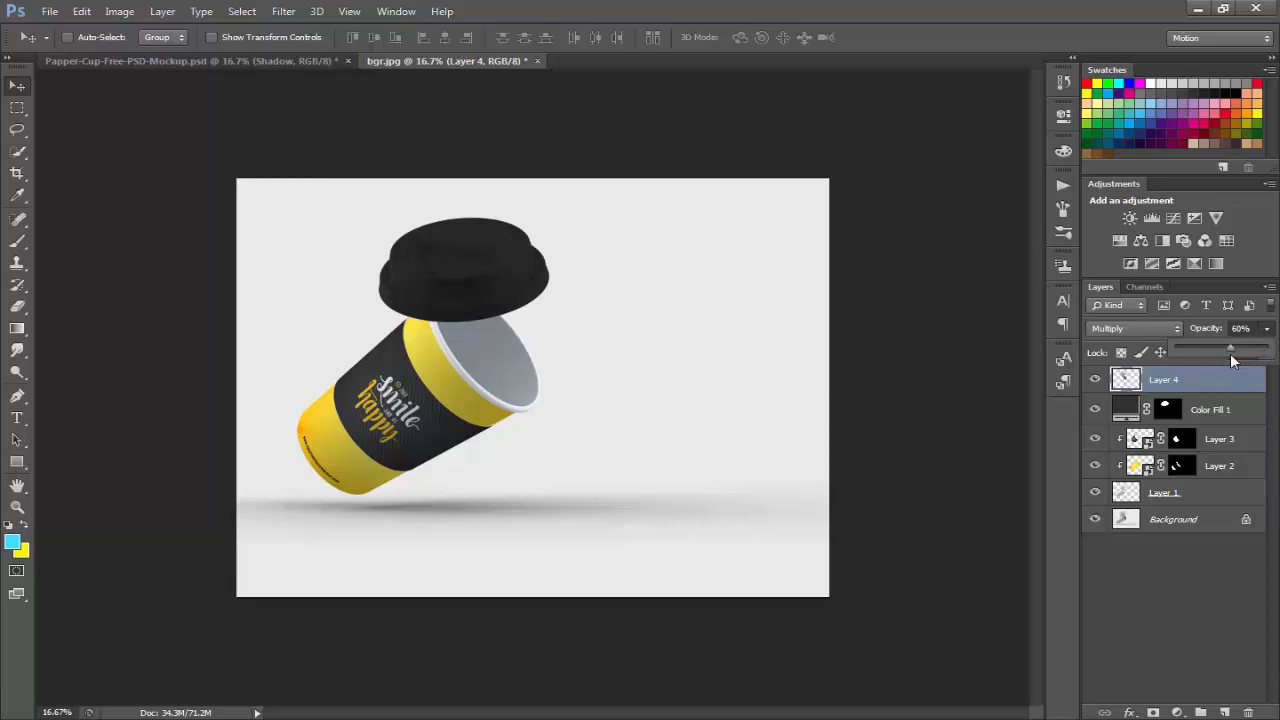 Ps File Edit Image Layer Type Select Filter 3D View Window Help
Auto-Select: Group Show Transform Controls 3D Mode: Motion
Papper-Cup-Free-PSD-Mockup.psd @ 16.7% (Shadow, RGB/8) * × bgr.jpg @ 16.7% (Layer 4, RGB/8) * ×
Swatches
Adjustments
Add an adjustment
Layers Channels
Kind
Multiply Opacity: 60%
Lock:
Layer 4
Color Fill 1
Layer 3
Layer 2
Layer 1
Background
Smile
happy
16.67% Doc: 34.3M/71.2M